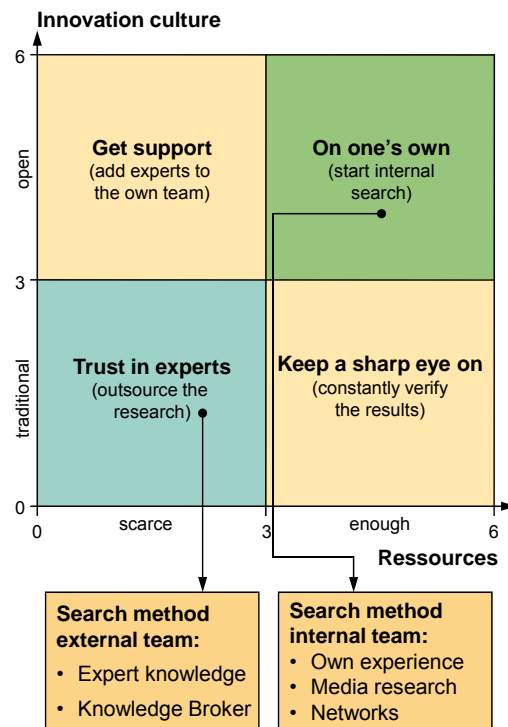 Innovation culture
6
open
Get support
(add experts to
the own team)
On one's own
(start internal
search)
3
traditional
Trust in experts
(outsource the
research)
Keep a sharp eye on
(constantly verify
the results)
0
0
scarce
3
enough
6
Ressources
Search method
external team:
• Expert knowledge
• Knowledge Broker
Search method
internal team:
• Own experience
• Media research
• Networks